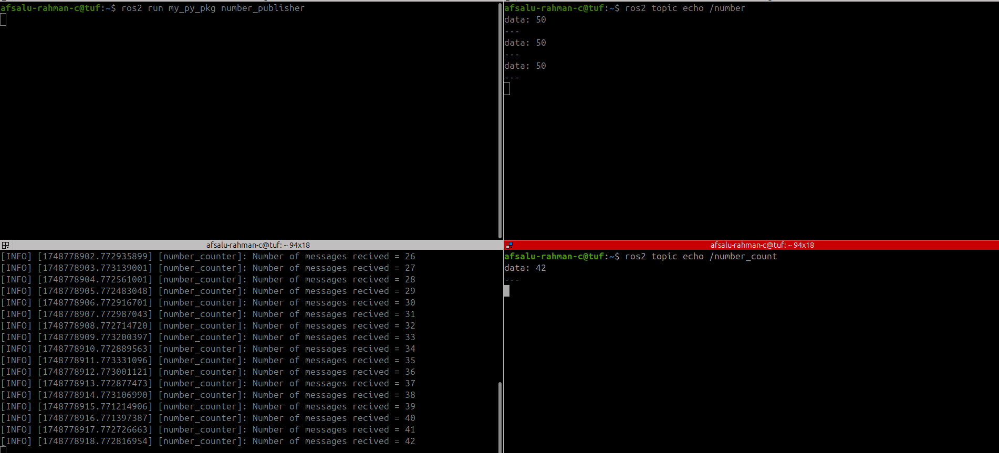 afsalu-rahman-c@tuf:~$ ros2 run my_py_pkg number_publisher
afsalu-rahman-c@tuf:~$ ros2 topic echo /number
data: 50
---
data: 50
---
data: 50
---
afsalu-rahman-c@tuf: ~ 94x18
[INFO] [1748778902.772935899] [number_counter]: Number of messages recived = 26
[INFO] [1748778903.773139001] [number_counter]: Number of messages recived = 27
[INFO] [1748778904.772561001] [number_counter]: Number of messages recived = 28
[INFO] [1748778905.772483048] [number_counter]: Number of messages recived = 29
[INFO] [1748778906.772916701] [number_counter]: Number of messages recived = 30
[INFO] [1748778907.772987043] [number_counter]: Number of messages recived = 31
[INFO] [1748778908.772714720] [number_counter]: Number of messages recived = 32
[INFO] [1748778909.773200397] [number_counter]: Number of messages recived = 33
[INFO] [1748778910.772889563] [number_counter]: Number of messages recived = 34
[INFO] [1748778911.773331096] [number_counter]: Number of messages recived = 35
[INFO] [1748778912.773001121] [number_counter]: Number of messages recived = 36
[INFO] [1748778913.772877473] [number_counter]: Number of messages recived = 37
[INFO] [1748778914.773106990] [number_counter]: Number of messages recived = 38
[INFO] [1748778915.771214906] [number_counter]: Number of messages recived = 39
[INFO] [1748778916.771397387] [number_counter]: Number of messages recived = 40
[INFO] [1748778917.772726663] [number_counter]: Number of messages recived = 41
[INFO] [1748778918.772816954] [number_counter]: Number of messages recived = 42
afsalu-rahman-c@tuf: ~ 94x18
afsalu-rahman-c@tuf:~$ ros2 topic echo /number_count
data: 42
---